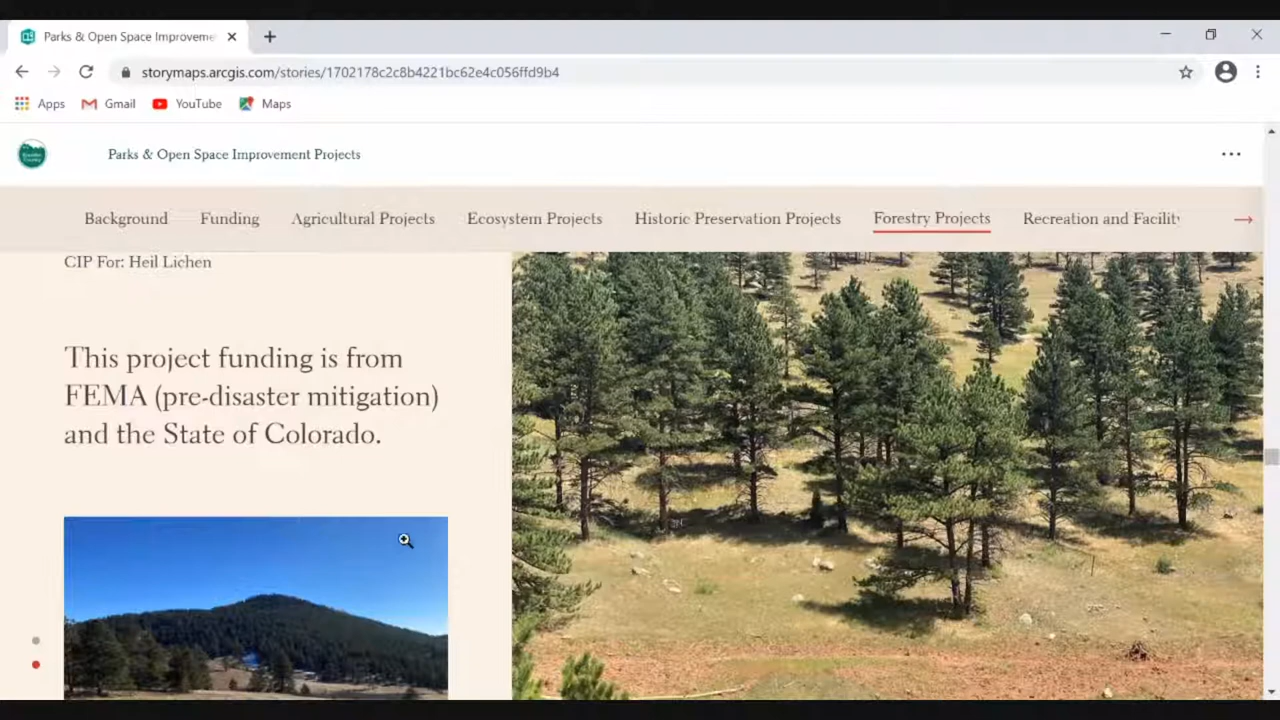 Parks & Open Space Improveme
storymaps.arcgis.com/stories/1702178c2c8b4221bc62e4c056ffd9b4
Apps Gmail YouTube Maps
Parks & Open Space Improvement Projects
Background Funding Agricultural Projects Ecosystem Projects Historic Preservation Projects Forestry Projects Recreation and Facility
CIP For: Heil Lichen
This project funding is from
FEMA (pre-disaster mitigation)
and the State of Colorado.